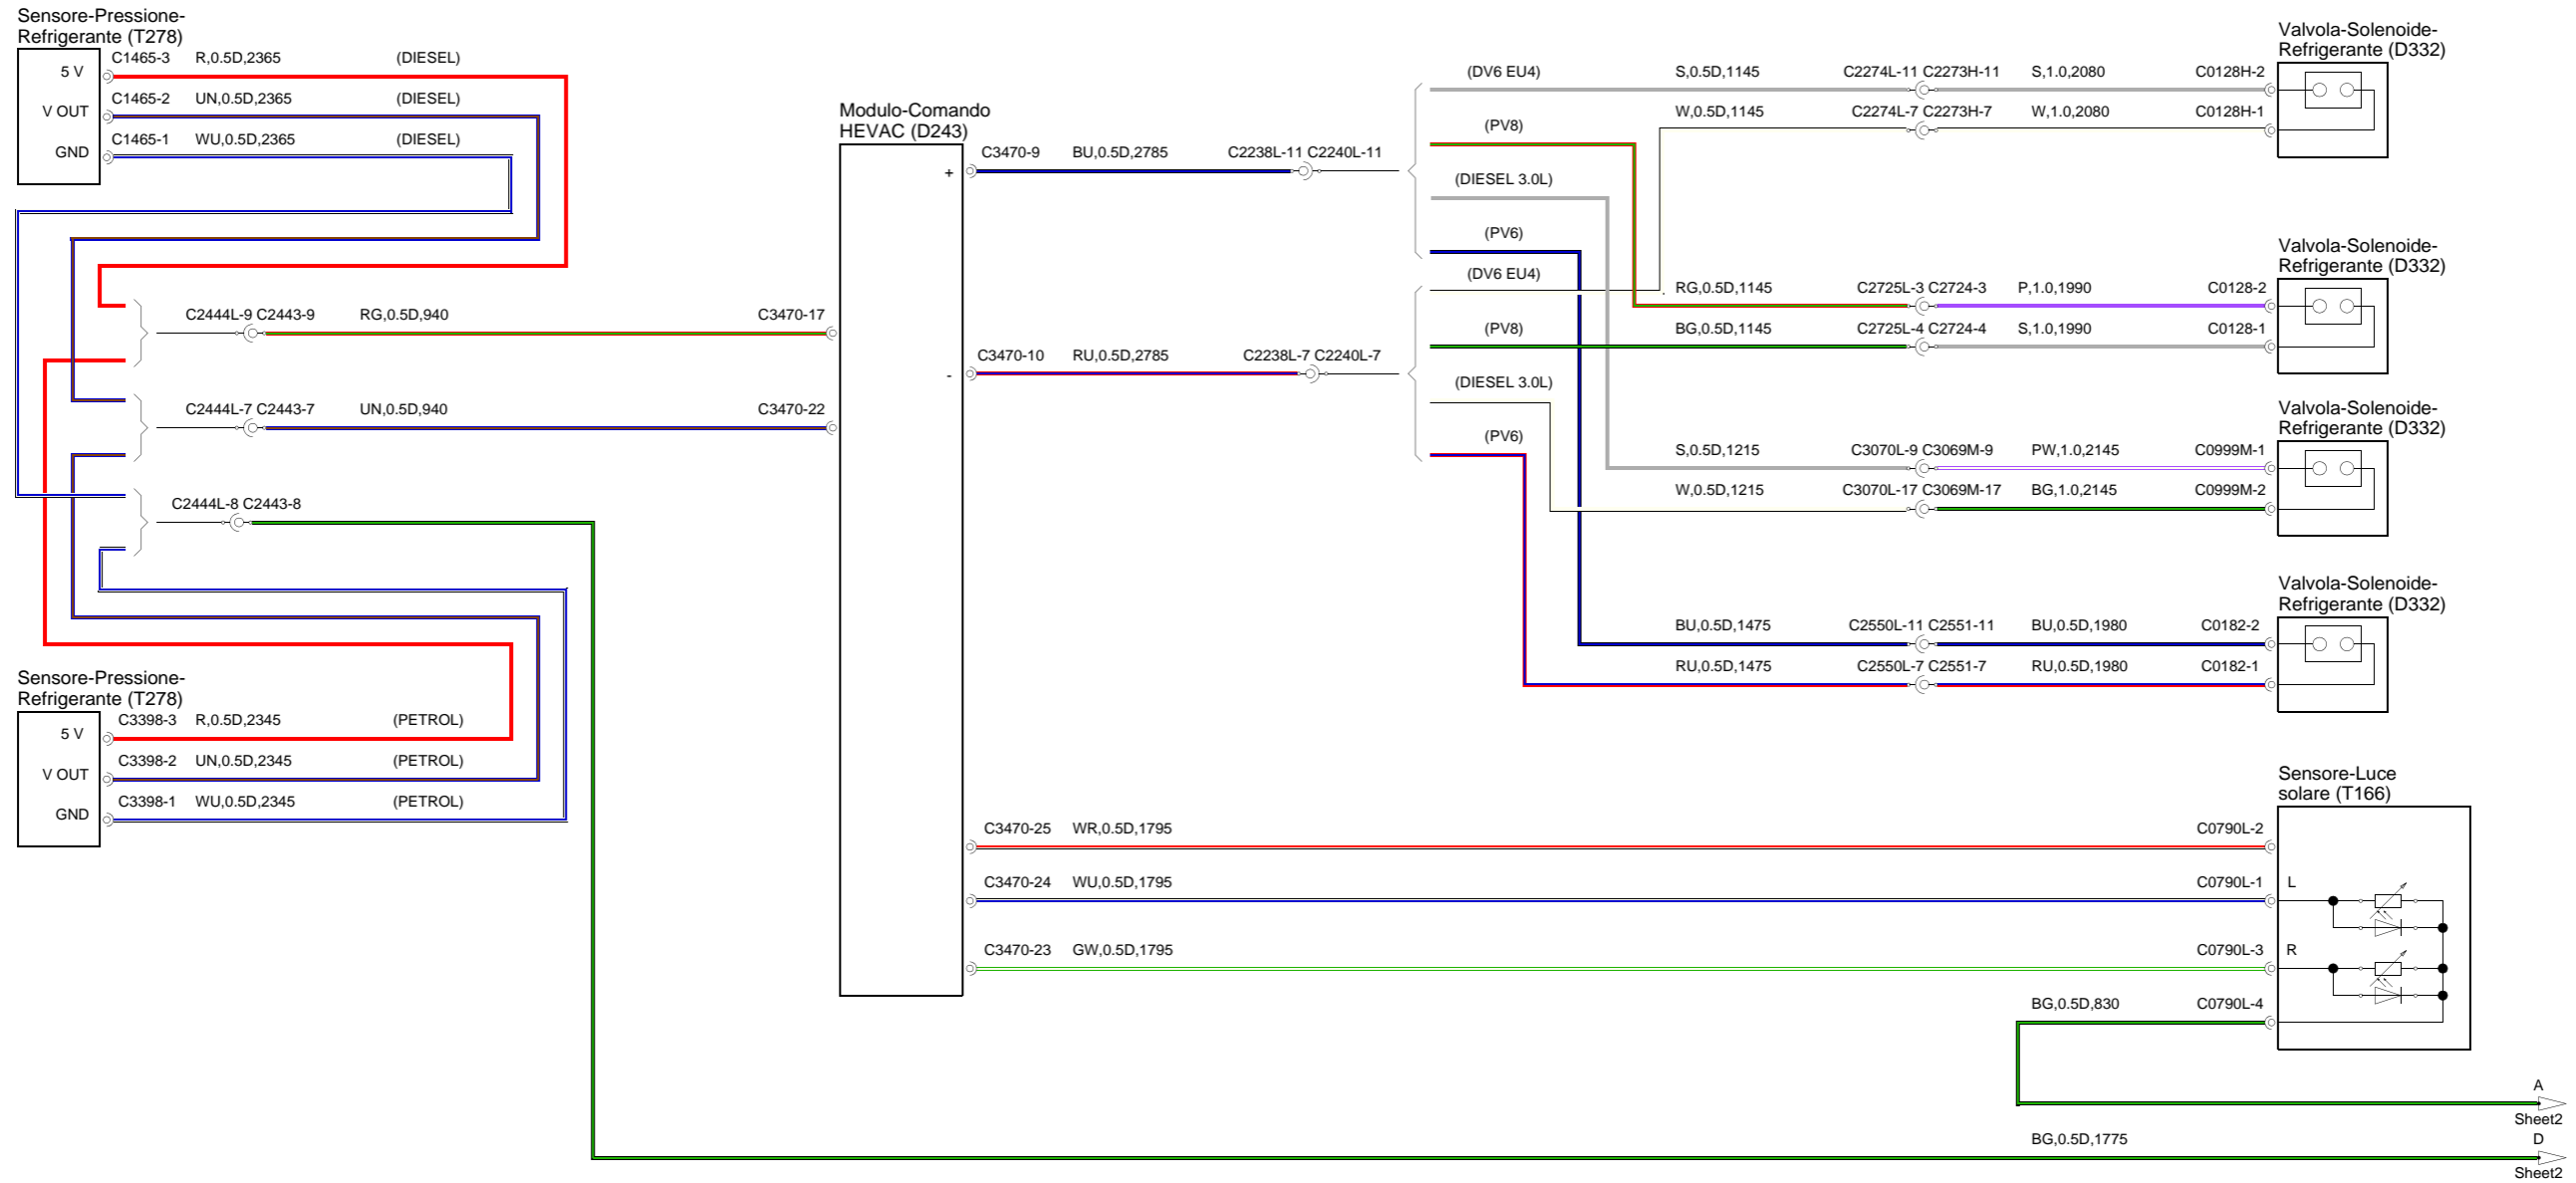 Sensore-Pressione-
Refrigerante (T278)
5 V
C1465-3 R,0.5D,2365 (DIESEL)
V OUT
C1465-2 UN,0.5D,2365 (DIESEL)
GND
C1465-1 WU,0.5D,2365 (DIESEL)
C2444L-9 C2443-9 RG,0.5D,940 C3470-17
C2444L-7 C2443-7 UN,0.5D,940 C3470-22
C2444L-8 C2443-8
Sensore-Pressione-
Refrigerante (T278)
5 V
C3398-3 R,0.5D,2345 (PETROL)
V OUT
C3398-2 UN,0.5D,2345 (PETROL)
GND
C3398-1 WU,0.5D,2345 (PETROL)
Modulo-Comando
HEVAC (D243)
+
C3470-9 BU,0.5D,2785 C2238L-11 C2240L-11
-
C3470-10 RU,0.5D,2785 C2238L-7 C2240L-7
(DV6 EU4)
(PV8)
(DIESEL 3.0L)
(PV6)
(DV6 EU4)
(PV8)
(DIESEL 3.0L)
(PV6)
Valvola-Solenoide-
Refrigerante (D332)
S,0.5D,1145 C2274L-11 C2273H-11 S,1.0,2080 C0128H-2
W,0.5D,1145 C2274L-7 C2273H-7 W,1.0,2080 C0128H-1
Valvola-Solenoide-
Refrigerante (D332)
RG,0.5D,1145 C2725L-3 C2724-3 P,1.0,1990 C0128-2
BG,0.5D,1145 C2725L-4 C2724-4 S,1.0,1990 C0128-1
Valvola-Solenoide-
Refrigerante (D332)
S,0.5D,1215 C3070L-9 C3069M-9 PW,1.0,2145 C0999M-1
W,0.5D,1215 C3070L-17 C3069M-17 BG,1.0,2145 C0999M-2
Valvola-Solenoide-
Refrigerante (D332)
BU,0.5D,1475 C2550L-11 C2551-11 BU,0.5D,1980 C0182-2
RU,0.5D,1475 C2550L-7 C2551-7 RU,0.5D,1980 C0182-1
Sensore-Luce
solare (T166)
C3470-25 WR,0.5D,1795 C0790L-2
C3470-24 WU,0.5D,1795 C0790L-1 L
C3470-23 GW,0.5D,1795 C0790L-3 R
BG,0.5D,830 C0790L-4
A
Sheet2
BG,0.5D,1775 D
Sheet2